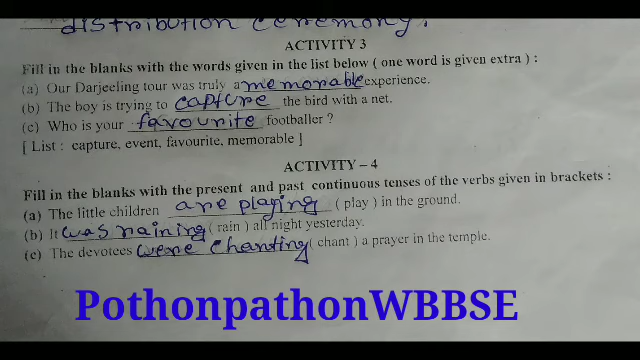 distribution ceremony.
ACTIVITY 3
Fill in the blanks with the words given in the list below ( one word is given extra ) :
(a) Our Darjeeling tour was truly a memorable experience.
(b) The boy is trying to capture the bird with a net.
(c) Who is your favourite footballer ?
[ List : capture, event, favourite, memorable ]
ACTIVITY – 4
Fill in the blanks with the present and past continuous tenses of the verbs given in brackets :
(a) The little children are playing ( play ) in the ground.
(b) It was raining ( rain ) all night yesterday.
(c) The devotees were chanting ( chant ) a prayer in the temple.
PothonpathonWBBSE